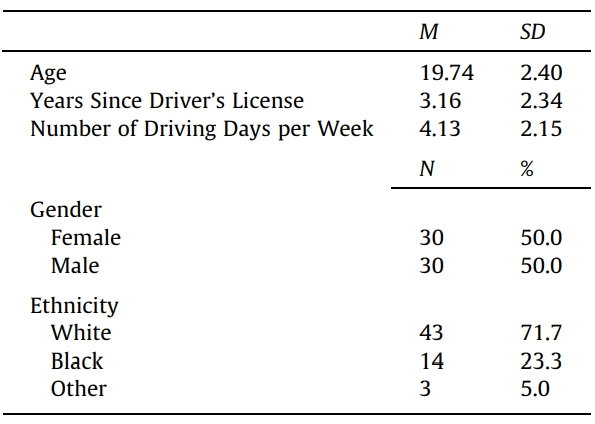 M SD
Age 19.74 2.40
Years Since Driver's License 3.16 2.34
Number of Driving Days per Week 4.13 2.15
N %
Gender
Female 30 50.0
Male 30 50.0
Ethnicity
White 43 71.7
Black 14 23.3
Other 3 5.0